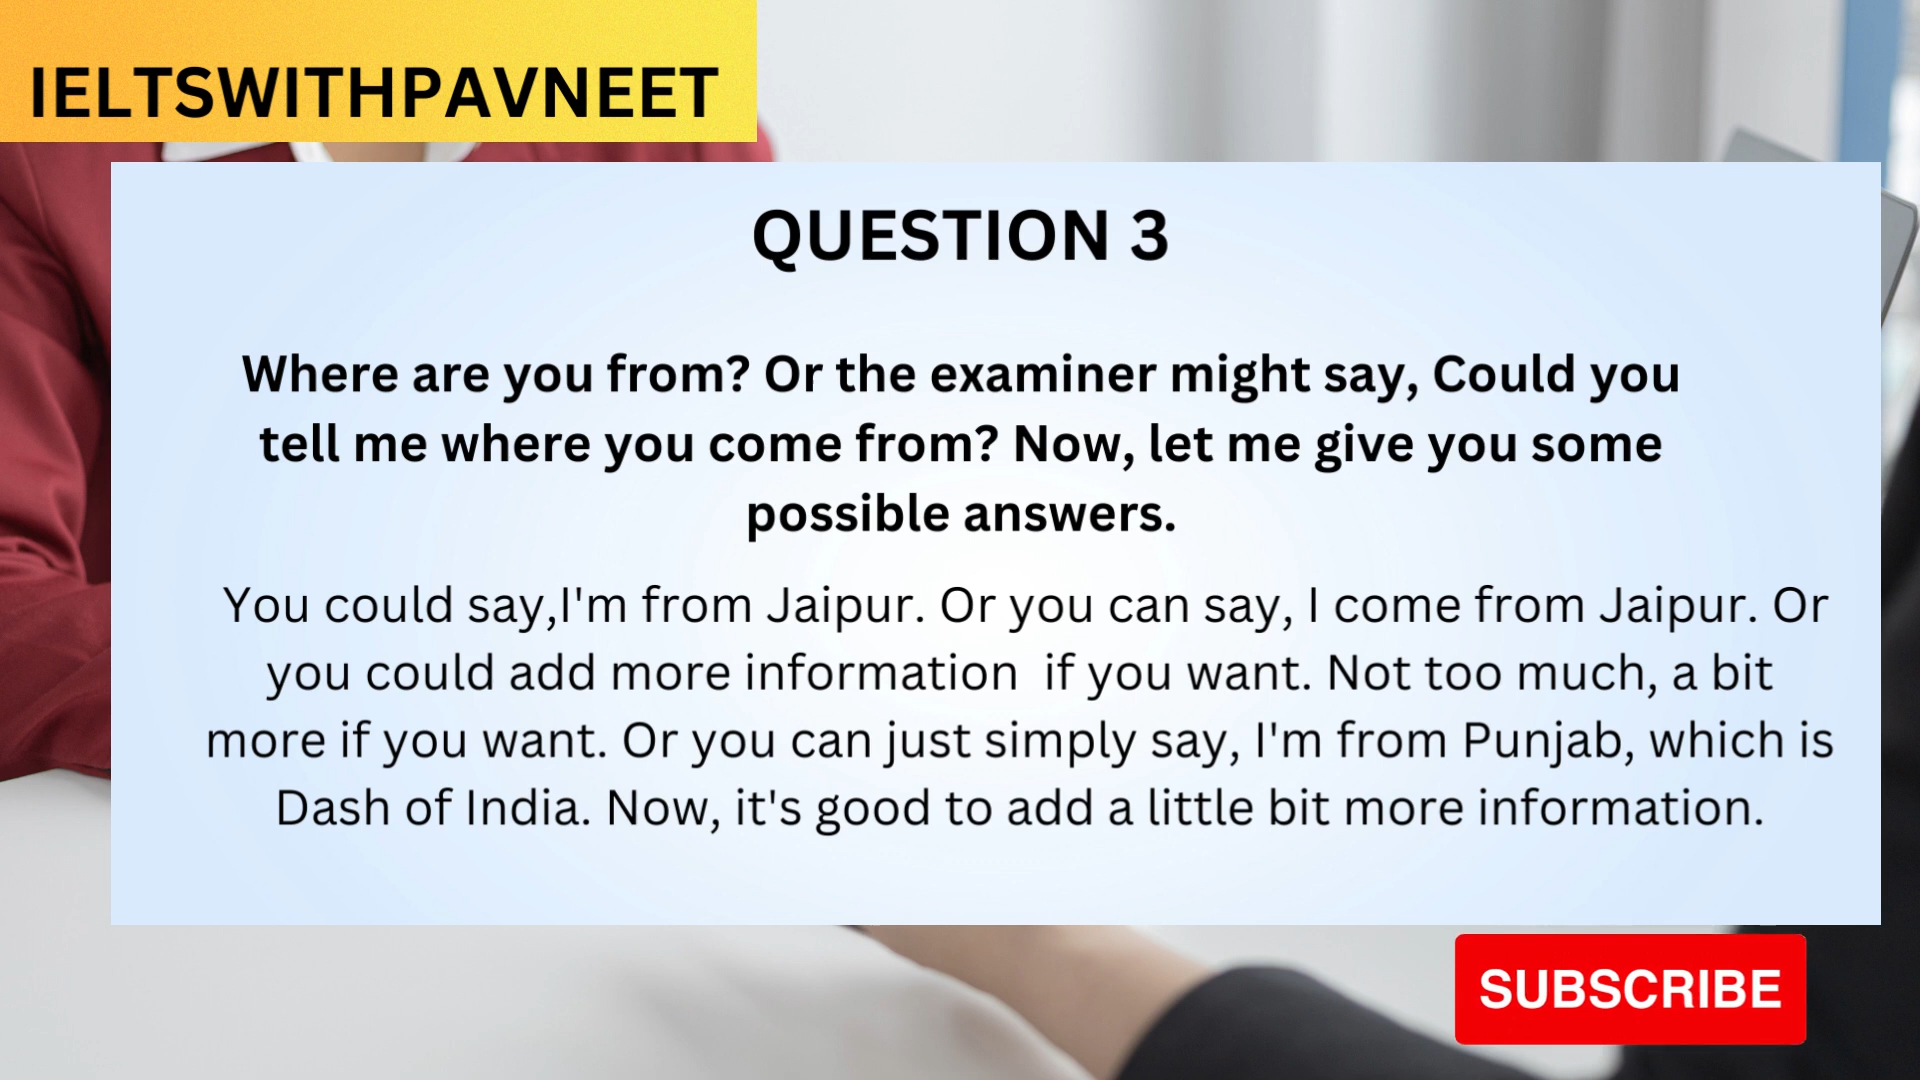 IELTSWITHPAVNEET
QUESTION 3
Where are you from? Or the examiner might say, Could you
tell me where you come from? Now, let me give you some
possible answers.
You could say,I'm from Jaipur. Or you can say, I come from Jaipur. Or
you could add more information  if you want. Not too much, a bit
more if you want. Or you can just simply say, I'm from Punjab, which is
Dash of India. Now, it's good to add a little bit more information.
SUBSCRIBE